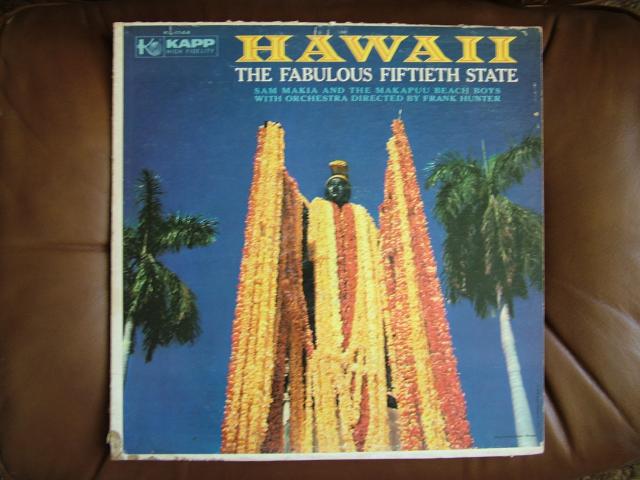 KAPP
HIGH FIDELITY
HAWAII
THE FABULOUS FIFTIETH STATE
SAM MAKIA AND THE MAKAPUU BEACH BOYS
WITH ORCHESTRA DIRECTED BY FRANK HUNTER